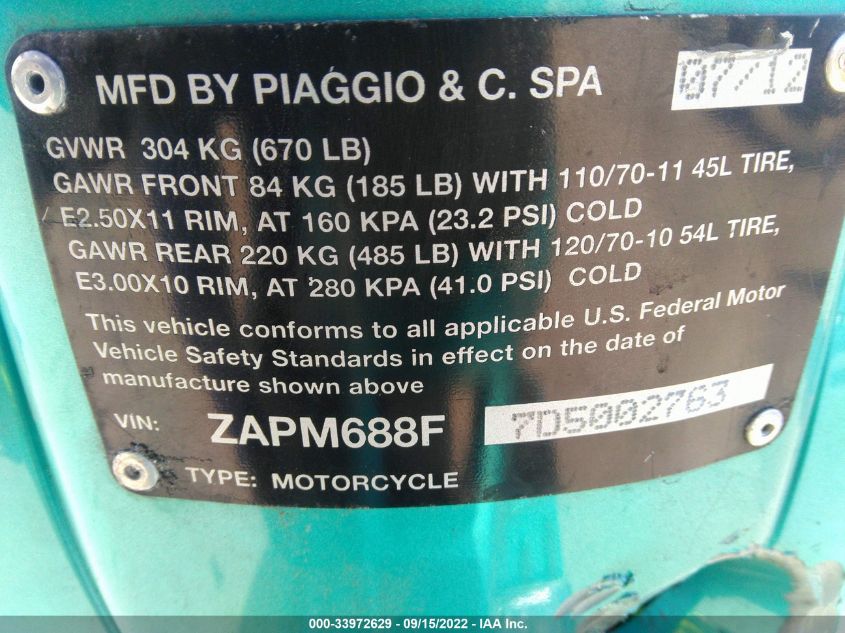 MFD BY PIAGGIO & C. SPA 07/12
GVWR 304 KG (670 LB)
GAWR FRONT 84 KG (185 LB) WITH 110/70-11 45L TIRE,
E2.50X11 RIM, AT 160 KPA (23.2 PSI) COLD
GAWR REAR 220 KG (485 LB) WITH 120/70-10 54L TIRE,
E3.00X10 RIM, AT 280 KPA (41.0 PSI) COLD
This vehicle conforms to all applicable U.S. Federal Motor
Vehicle Safety Standards in effect on the date of
manufacture shown above
VIN: ZAPM688F 7D5002763
TYPE: MOTORCYCLE
000-33972629 - 09/15/2022 - IAA Inc.